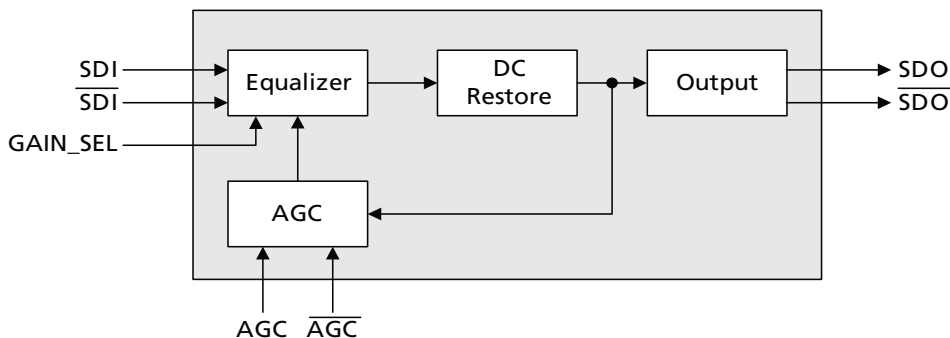 SDI
SDI
GAIN_SEL
Equalizer
DC
Restore
Output
SDO
SDO
AGC
AGC
AGC